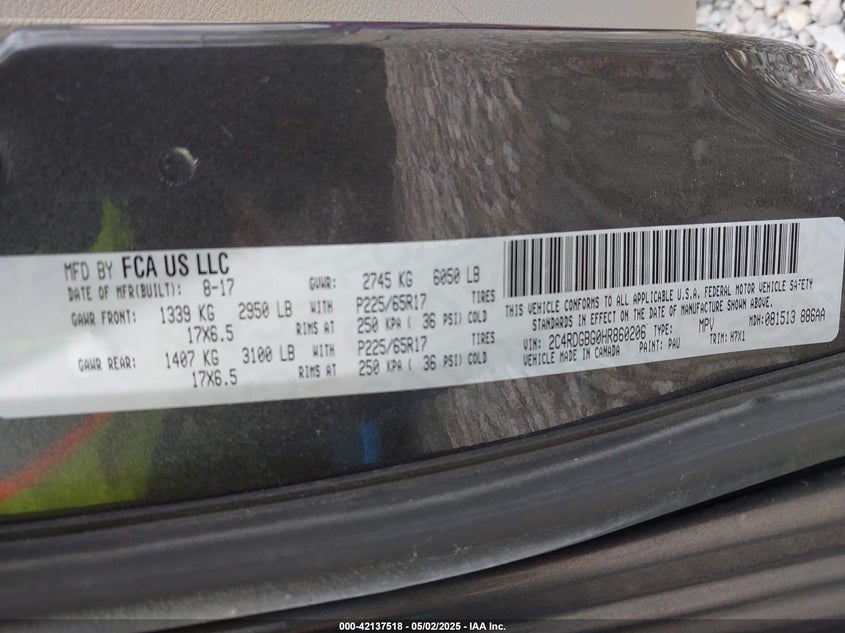 MFD BY FCA US LLC
DATE OF MFR(BUILT): 8-17 GVWR: 2745 KG 6050 LB
GAWR FRONT: 1339 KG 2950 LB WITH P225/65R17 TIRES
17X6.5 RIMS AT 250 KPA ( 36 PSI) COLD
GAWR REAR: 1407 KG 3100 LB WITH P225/65R17 TIRES
17X6.5 RIMS AT 250 KPA ( 36 PSI) COLD
THIS VEHICLE CONFORMS TO ALL APPLICABLE U.S.A. FEDERAL MOTOR VEHICLE SAFETY
STANDARDS IN EFFECT ON THE DATE OF MANUFACTURE SHOWN ABOVE.
VIN: 2C4RDGBG0HR860206 TYPE: MPV MDH:081513 886AA
VEHICLE MADE IN CANADA PAINT: PAU TRIM: H7X1
000-42137518 - 05/02/2025 - IAA Inc.